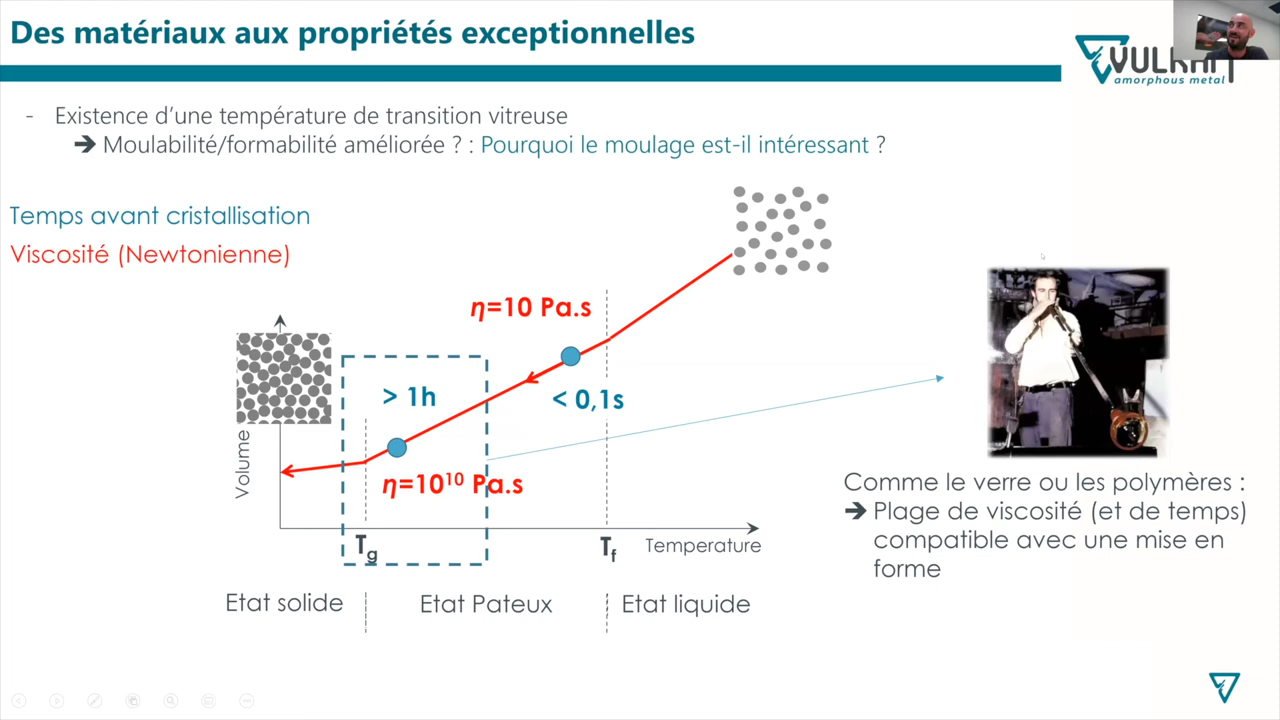 Des matériaux aux propriétés exceptionnelles
VULKAM
amorphous metal
- Existence d’une température de transition vitreuse
➔ Moulabilité/formabilité améliorée ? : Pourquoi le moulage est-il intéressant ?
Temps avant cristallisation
Viscosité (Newtonienne)
η=10 Pa.s
> 1h
< 0,1s
Volume
η=10¹⁰ Pa.s
Tg
Tf
Temperature
Etat solide
Etat Pateux
Etat liquide
Comme le verre ou les polymères :
➔ Plage de viscosité (et de temps)
compatible avec une mise en
forme